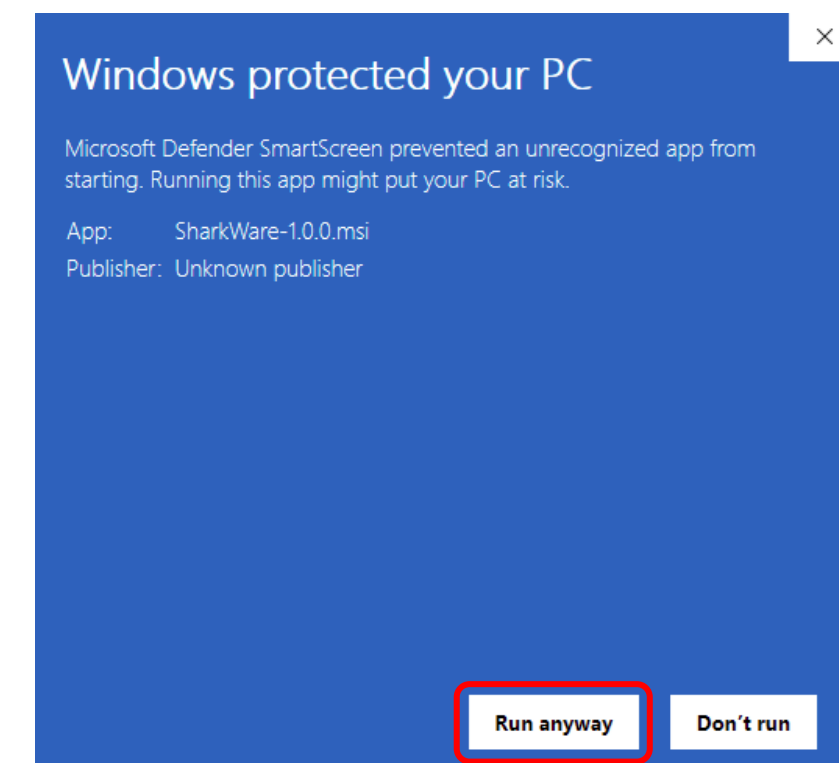 Windows protected your PC
Microsoft Defender SmartScreen prevented an unrecognized app from
starting. Running this app might put your PC at risk.
App: SharkWare-1.0.0.msi
Publisher: Unknown publisher
Run anyway Don't run